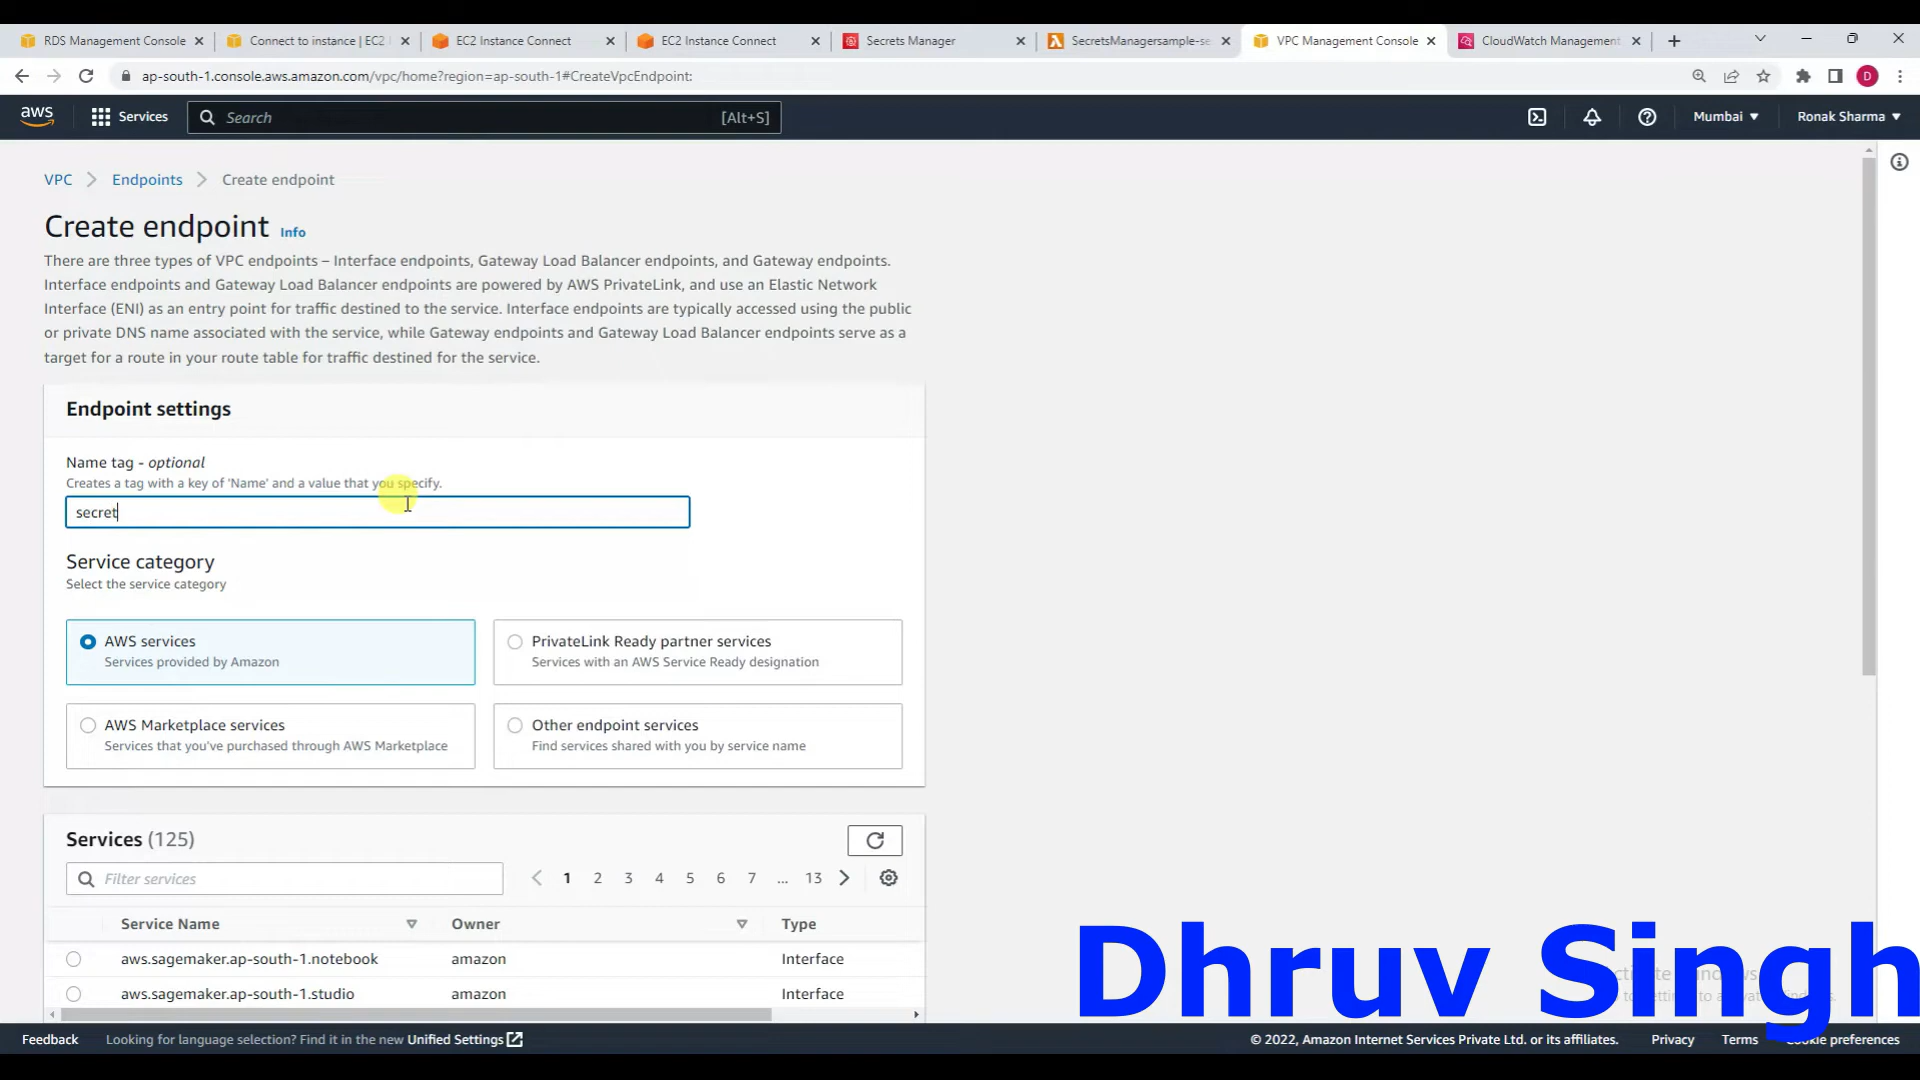 RDS Management Console
Connect to instance | EC2
EC2 Instance Connect
EC2 Instance Connect
Secrets Manager
SecretsManagersample-se
VPC Management Console
CloudWatch Management
ap-south-1.console.aws.amazon.com/vpc/home?region=ap-south-1#CreateVpcEndpoint:
D
aws
Services
Search
[Alt+S]
Mumbai
Ronak Sharma
VPC
Endpoints
Create endpoint
Create endpoint Info
There are three types of VPC endpoints – Interface endpoints, Gateway Load Balancer endpoints, and Gateway endpoints.
Interface endpoints and Gateway Load Balancer endpoints are powered by AWS PrivateLink, and use an Elastic Network
Interface (ENI) as an entry point for traffic destined to the service. Interface endpoints are typically accessed using the public
or private DNS name associated with the service, while Gateway endpoints and Gateway Load Balancer endpoints serve as a
target for a route in your route table for traffic destined for the service.
Endpoint settings
Name tag - optional
Creates a tag with a key of 'Name' and a value that you specify.
secret
Service category
Select the service category
AWS services
Services provided by Amazon
PrivateLink Ready partner services
Services with an AWS Service Ready designation
AWS Marketplace services
Services that you've purchased through AWS Marketplace
Other endpoint services
Find services shared with you by service name
Services (125)
Filter services
1 2 3 4 5 6 7 ... 13
Service Name
Owner
Type
aws.sagemaker.ap-south-1.notebook
amazon
Interface
aws.sagemaker.ap-south-1.studio
amazon
Interface
Dhruv Singh
Feedback
Looking for language selection? Find it in the new Unified Settings
© 2022, Amazon Internet Services Private Ltd. or its affiliates.
Privacy
Terms
Cookie preferences